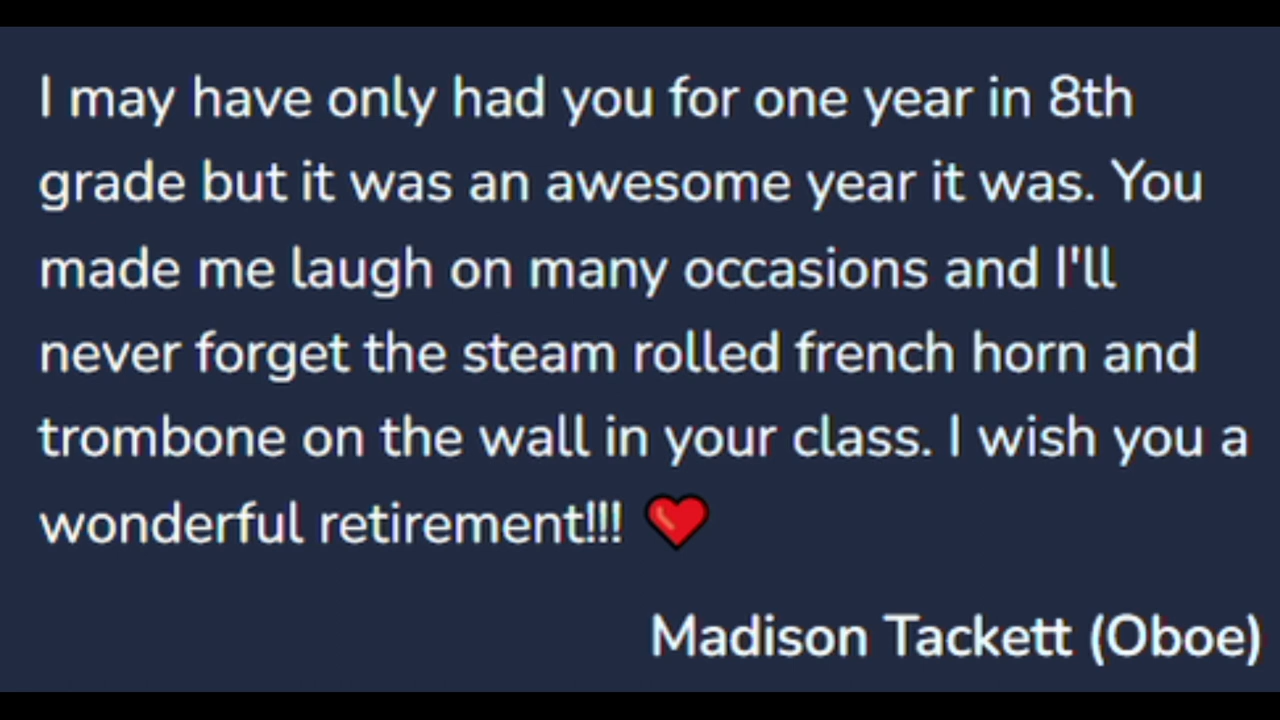 I may have only had you for one year in 8th
grade but it was an awesome year it was. You
made me laugh on many occasions and I'll
never forget the steam rolled french horn and
trombone on the wall in your class. I wish you a
wonderful retirement!!! ❤️
Madison Tackett (Oboe)